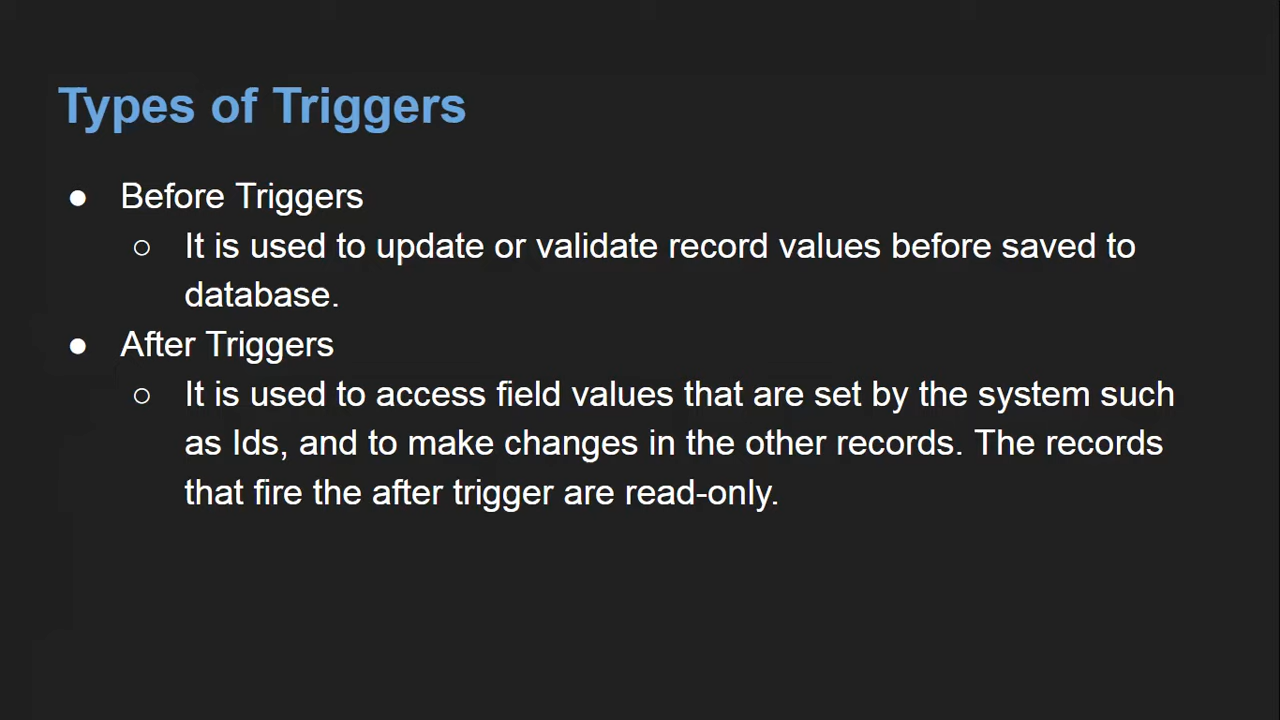 Types of Triggers
● Before Triggers
○ It is used to update or validate record values before saved to
database.
● After Triggers
○ It is used to access field values that are set by the system such
as Ids, and to make changes in the other records. The records
that fire the after trigger are read-only.